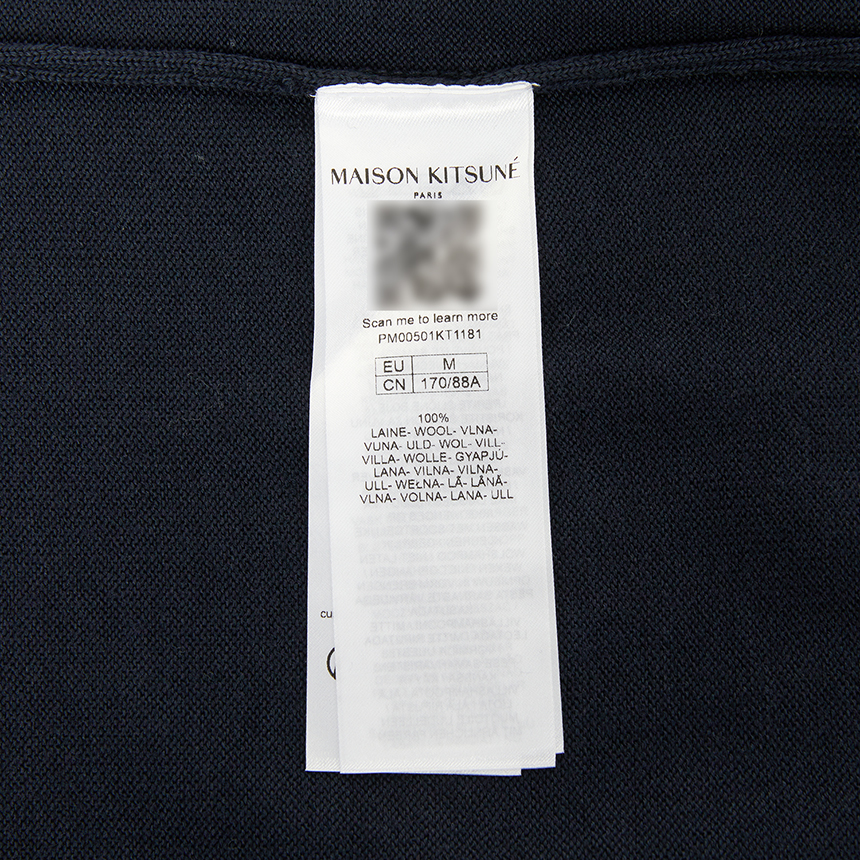 MAISON KITSUNÉ
PARIS
Scan me to learn more
PM00501KT1181
EU M
CN 170/88A
100%
LAINE- WOOL- VLNA-
VUNA- ULD- WOL- VILL-
VILLA- WOLLE- GYAPJÚ-
LANA- VILNA- VILNA-
ULL- WEŁNA- LÃ- LÂNĂ-
VLNA- VOLNA- LANA- ULL
cu